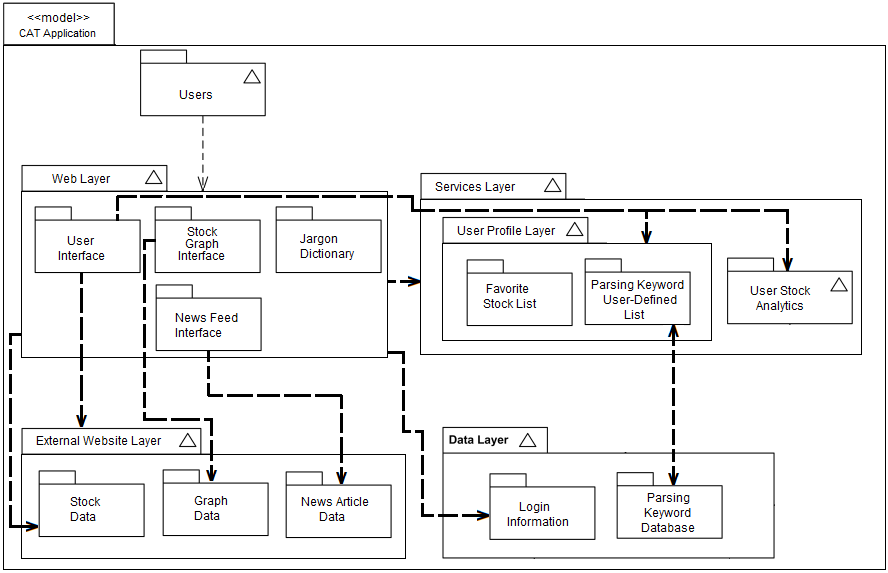 <<model>>
CAT Application
Users
Web Layer
Services Layer
User Profile Layer
User
Interface
Stock
Graph
Interface
Jargon
Dictionary
Favorite
Stock List
Parsing Keyword
User-Defined
List
User Stock
Analytics
News Feed
Interface
External Website Layer
Data Layer
Stock
Data
Graph
Data
News Article
Data
Login
Information
Parsing
Keyword
Database